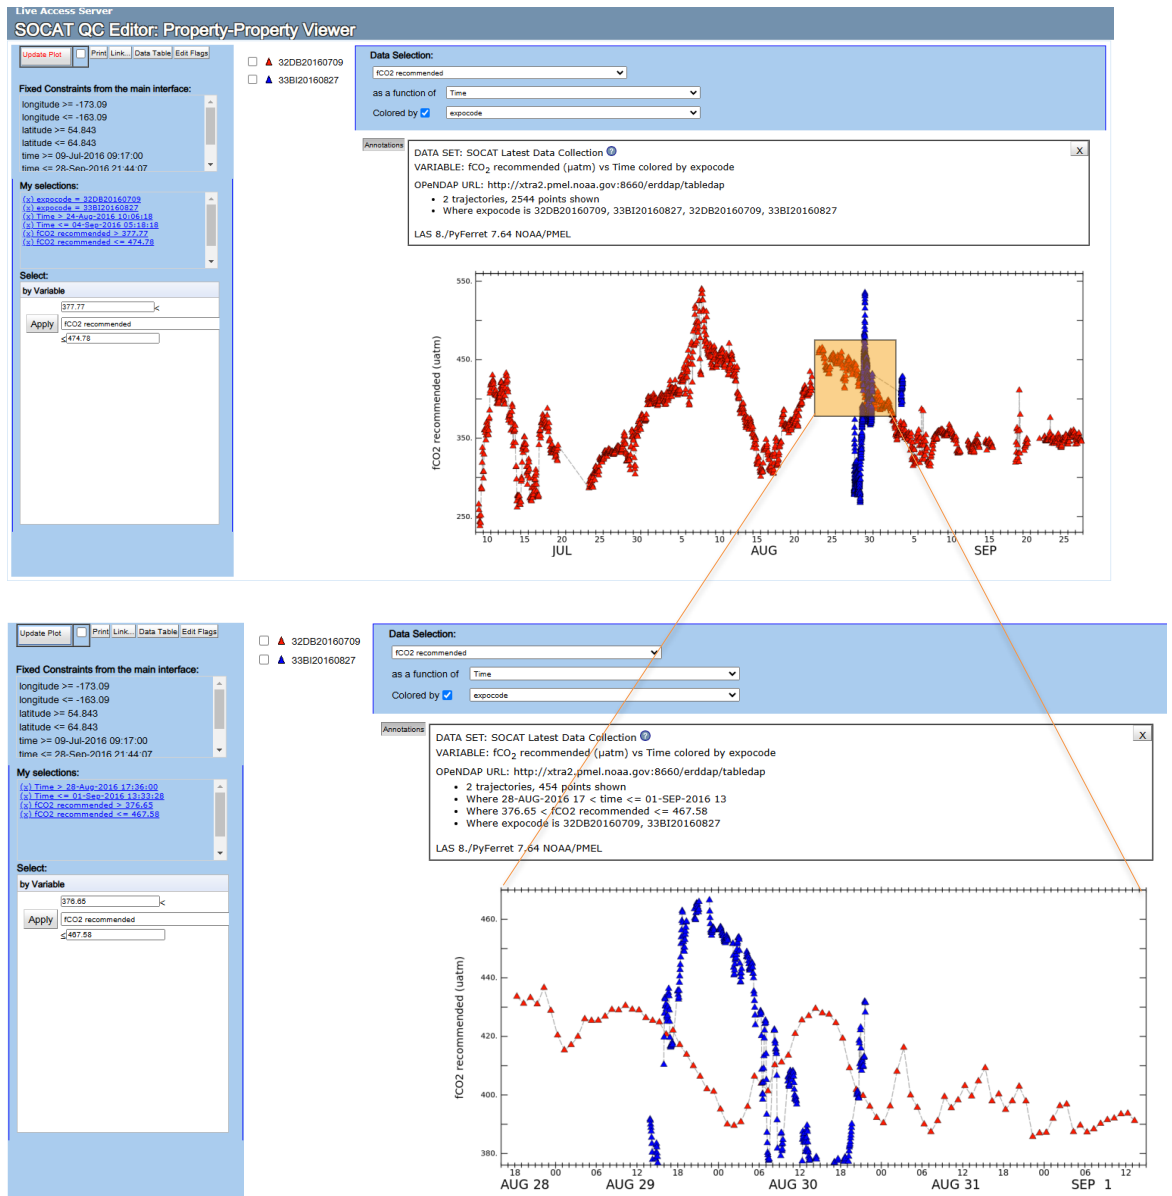 Live Access Server
SOCAT QC Editor: Property-Property Viewer
Update Plot
Print
Link...
Data Table
Edit Flags
Fixed Constraints from the main interface:
longitude >= -173.09
longitude <= -163.09
latitude >= 54.843
latitude <= 64.843
time >= 09-Jul-2016 09:17:00
time <= 28-Sep-2016 21:44:07
My selections:
(x) expocode = 32DB20160709
(x) expocode = 33BI20160827
(x) Time > 24-Aug-2016 10:06:18
(x) Time <= 04-Sep-2016 05:18:18
(x) fCO2 recommended > 377.77
(x) fCO2 recommended <= 474.78
Select:
by Variable
377.77 <
Apply
fCO2 recommended
≤ 474.78
32DB20160709
33BI20160827
Data Selection:
fCO2 recommended
as a function of Time
Colored by expocode
Annotations
X
DATA SET: SOCAT Latest Data Collection ?
VARIABLE: fCO2 recommended (µatm) vs Time colored by expocode
OPeNDAP URL: http://xtra2.pmel.noaa.gov:8660/erddap/tabledap
• 2 trajectories, 2544 points shown
• Where expocode is 32DB20160709, 33BI20160827, 32DB20160709, 33BI20160827
LAS 8./PyFerret 7.64 NOAA/PMEL
fCO2 recommended (uatm)
550.
450.
350.
250.
10 15 20 25 30 5 10 15 20 25 30 5 10 15 20 25
JUL AUG SEP
Update Plot
Print
Link...
Data Table
Edit Flags
Fixed Constraints from the main interface:
longitude >= -173.09
longitude <= -163.09
latitude >= 54.843
latitude <= 64.843
time >= 09-Jul-2016 09:17:00
time <= 28-Sep-2016 21:44:07
My selections:
(x) Time > 28-Aug-2016 17:36:00
(x) Time <= 01-Sep-2016 13:33:28
(x) fCO2 recommended > 376.65
(x) fCO2 recommended <= 467.58
Select:
by Variable
376.65 <
Apply
fCO2 recommended
≤ 467.58
32DB20160709
33BI20160827
Data Selection:
fCO2 recommended
as a function of Time
Colored by expocode
Annotations
X
DATA SET: SOCAT Latest Data Collection ?
VARIABLE: fCO2 recommended (µatm) vs Time colored by expocode
OPeNDAP URL: http://xtra2.pmel.noaa.gov:8660/erddap/tabledap
• 2 trajectories, 454 points shown
• Where 28-AUG-2016 17 < time <= 01-SEP-2016 13
• Where 376.65 < fCO2 recommended <= 467.58
• Where expocode is 32DB20160709, 33BI20160827
LAS 8./PyFerret 7.64 NOAA/PMEL
fCO2 recommended (uatm)
460.
440.
420.
400.
380.
18 00 06 12 18 00 06 12 18 00 06 12 18 00 06 12
AUG 28 AUG 29 AUG 30 AUG 31 SEP 1